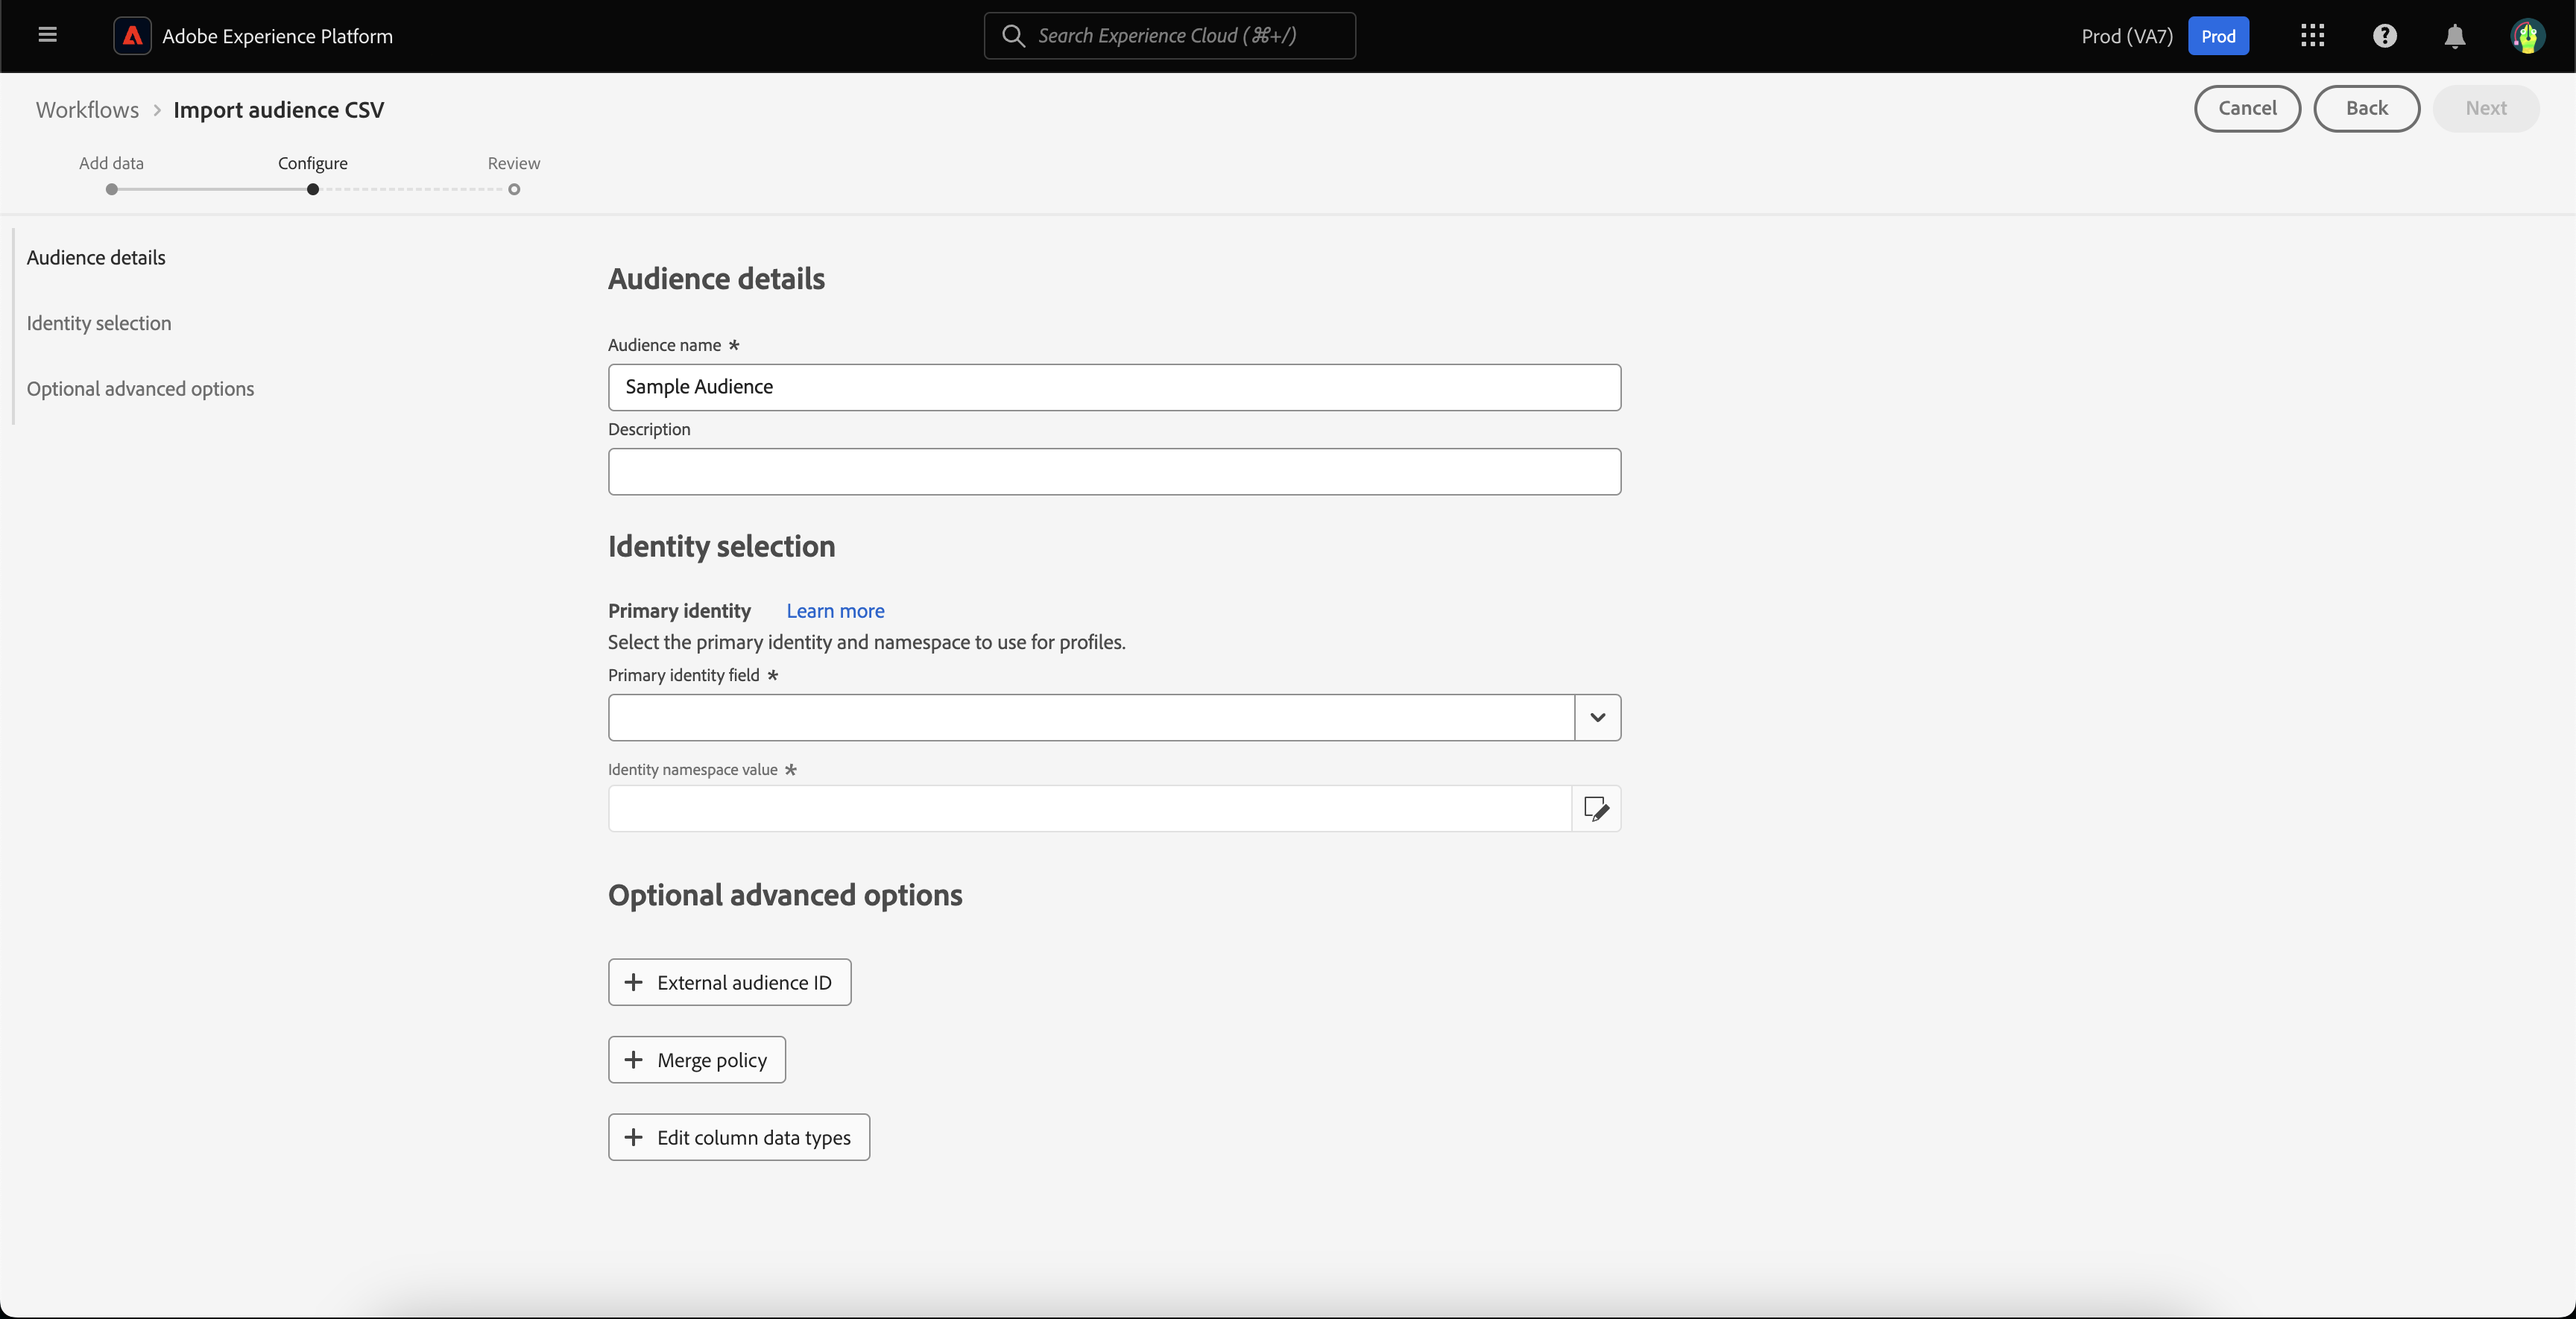 Adobe Experience Platform
Search Experience Cloud (⌘+/)
Prod (VA7)
Prod
Workflows > Import audience CSV
Cancel
Back
Next
Add data
Configure
Review
Audience details
Identity selection
Optional advanced options
Audience details
Audience name *
Sample Audience
Description
Identity selection
Primary identity Learn more
Select the primary identity and namespace to use for profiles.
Primary identity field *
Identity namespace value *
Optional advanced options
+ External audience ID
+ Merge policy
+ Edit column data types